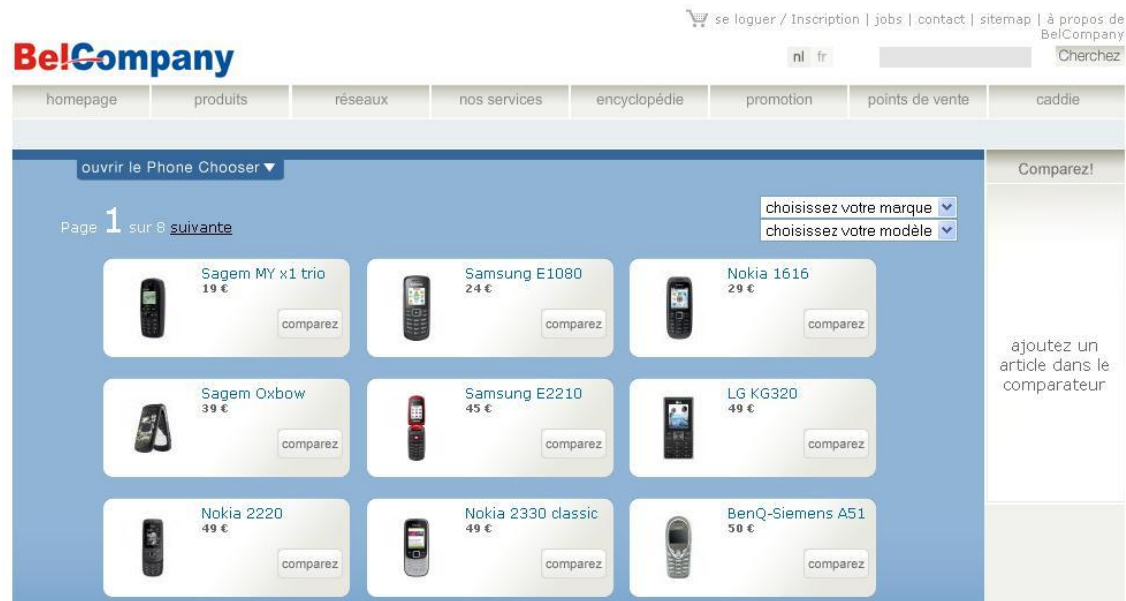 se loguer / Inscription | jobs | contact | sitemap | à propos de
BelCompany
BelCompany
nl fr
Cherchez
homepage produits réseaux nos services encyclopédie promotion points de vente caddie
ouvrir le Phone Chooser
Comparez!
choisissez votre marque
Page 1 sur 8 suivante
choisissez votre modèle
Sagem MY x1 trio
19 €
comparez
Samsung E1080
24 €
comparez
Nokia 1616
29 €
comparez
ajoutez un
article dans le
comparateur
Sagem Oxbow
39 €
comparez
Samsung E2210
45 €
comparez
LG KG320
49 €
comparez
Nokia 2220
49 €
comparez
Nokia 2330 classic
49 €
comparez
BenQ-Siemens A51
50 €
comparez